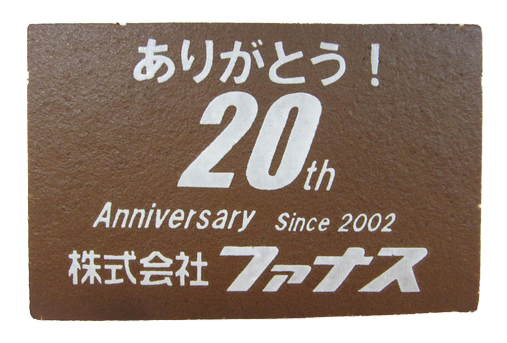 ありがとう!
20th
Anniversary Since 2002
株式会社 ファナス